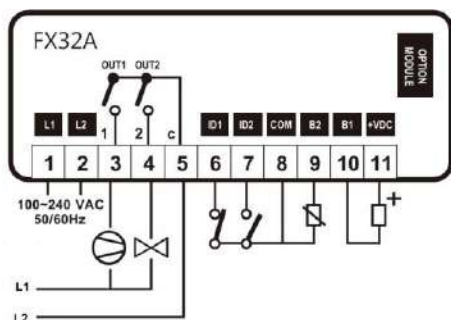 FX32A
OUT1 OUT2
OPTION MODULE
L1 L2 1 2 C ID1 ID2 COM B2 B1 +VDC
1 2 3 4 5 6 7 8 9 10 11
100~240 VAC
50/60Hz
+
L1
L2